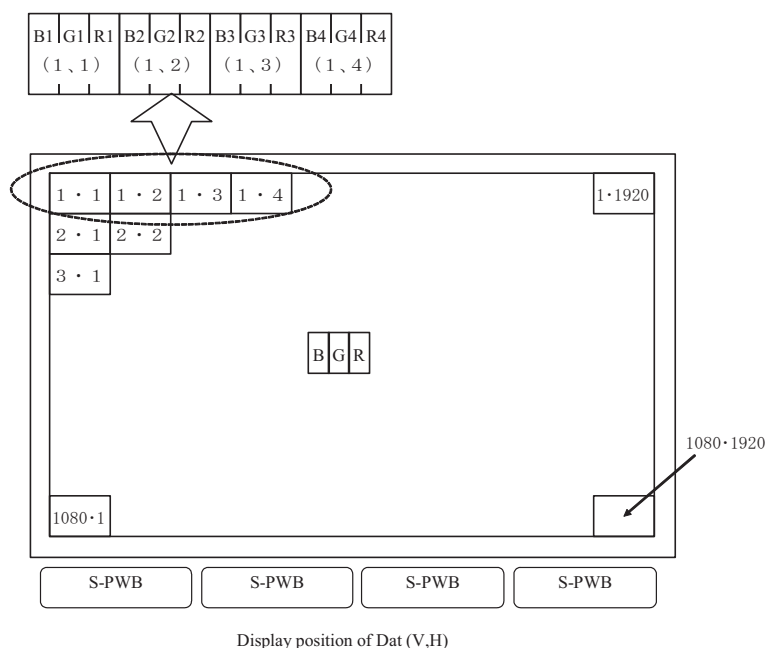 B1 G1 R1 B2 G2 R2 B3 G3 R3 B4 G4 R4
(1、1) (1、2) (1、3) (1、4)
1・1 1・2 1・3 1・4 1・1920
2・1 2・2
3・1
B G R
1080・1920
1080・1
S-PWB S-PWB S-PWB S-PWB
Display position of Dat (V,H)